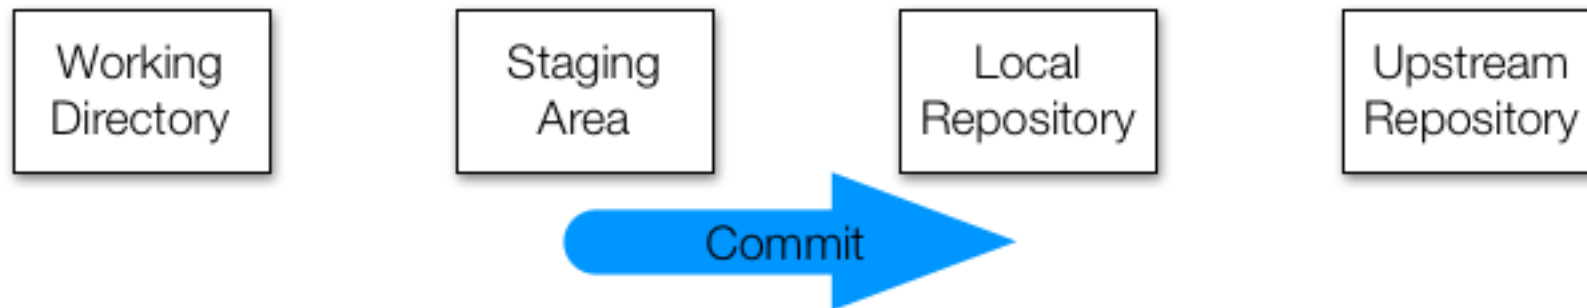 Working
Directory
Staging
Area
Local
Repository
Upstream
Repository
Commit